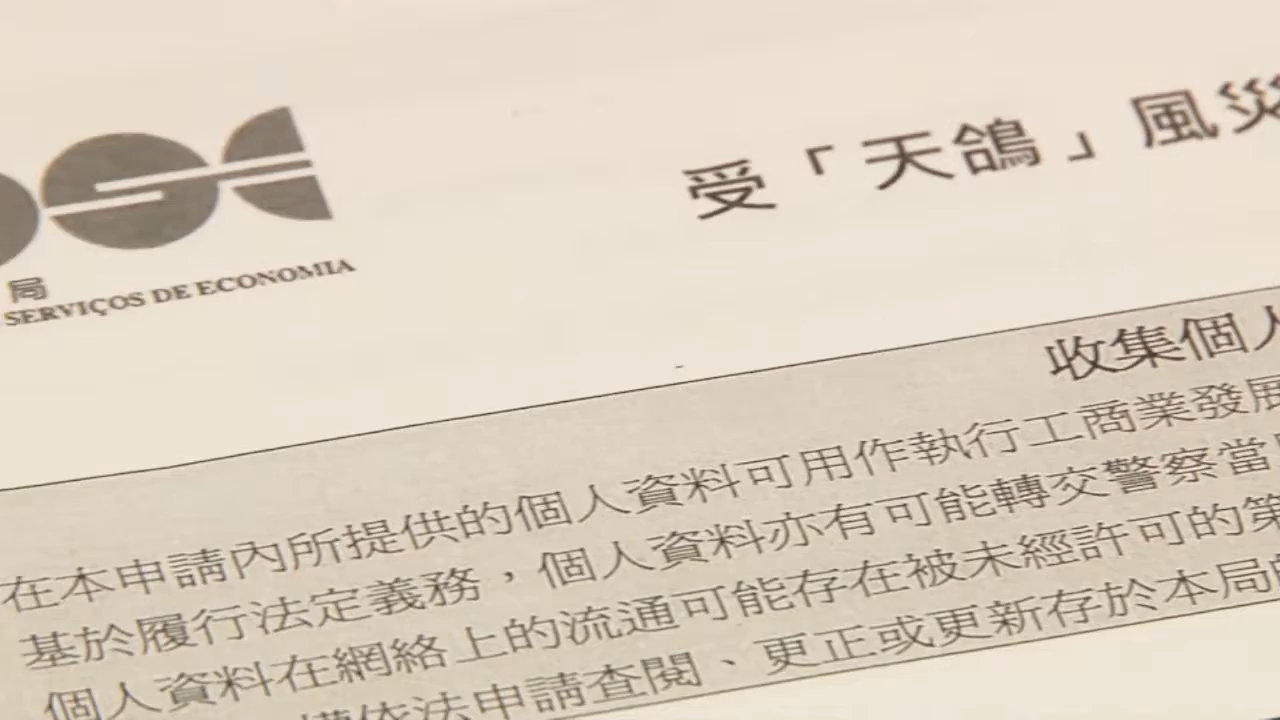 局
SERVIÇOS DE ECONOMIA
受「天鴿」風災
收集個人
在本申請內所提供的個人資料可用作執行工商業發展
基於履行法定義務，個人資料亦有可能轉交警察當局
個人資料在網絡上的流通可能存在被未經許可的第
依法申請查閱、更正或更新存於本局的